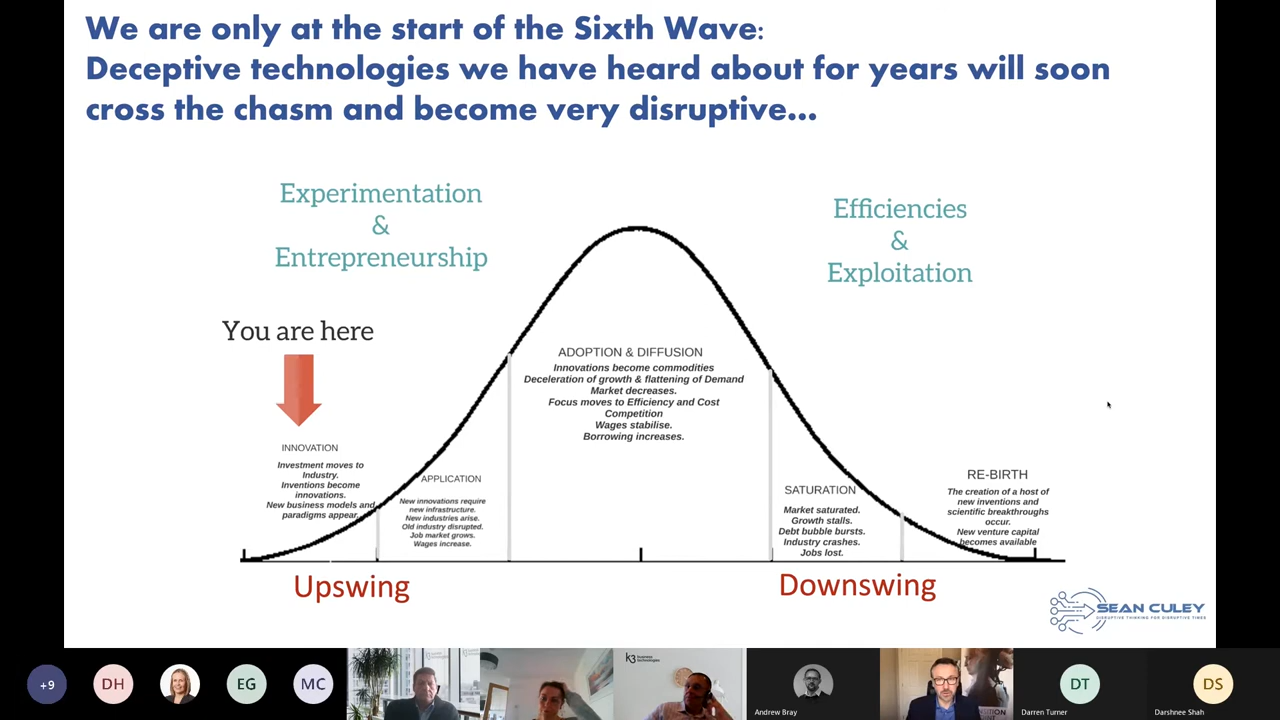 We are only at the start of the Sixth Wave:
Deceptive technologies we have heard about for years will soon
cross the chasm and become very disruptive...
Experimentation
&
Entrepreneurship
Efficiencies
&
Exploitation
You are here
INNOVATION
Investment moves to
Industry.
Inventions become
innovations.
New business models and
paradigms appear.
APPLICATION
New innovations require
new infrastructure.
New industries arise.
Old industry disrupted.
Job market grows.
Wages increase.
ADOPTION & DIFFUSION
Innovations become commodities
Deceleration of growth & flattening of Demand
Market decreases.
Focus moves to Efficiency and Cost
Competition
Wages stabilise.
Borrowing increases.
SATURATION
Market saturated.
Growth stalls.
Debt bubble bursts.
Industry crashes.
Jobs lost.
RE-BIRTH
The creation of a host of
new inventions and
scientific breakthroughs
occur.
New venture capital
becomes available
Upswing
Downswing
SEAN CULEY
DISRUPTIVE THINKING FOR DISRUPTIVE TIMES
+9
DH
EG
MC
k3 business
technologies
Andrew Bray
DT
Darren Turner
DS
Darshnee Shah